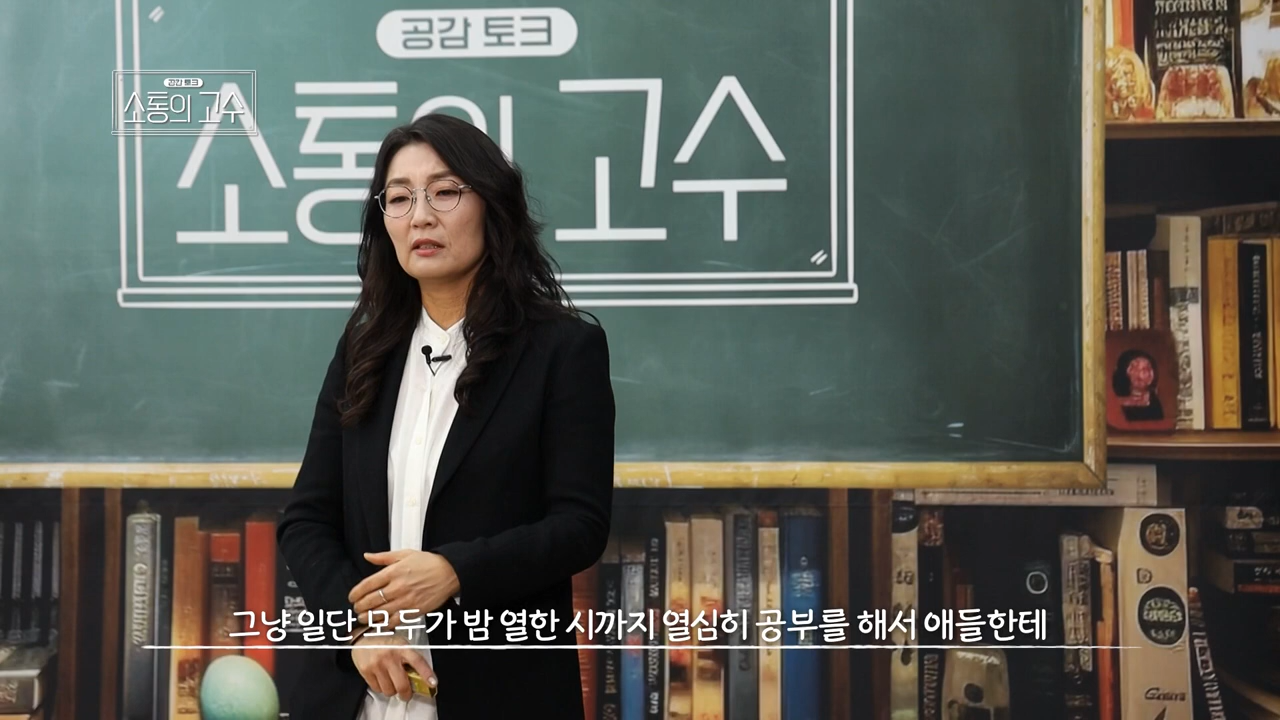 공감 토크
소통의 고수
공감 토크
소통의 고수
그냥 일단 모두가 밤 열한 시까지 열심히 공부를 해서 애들한테